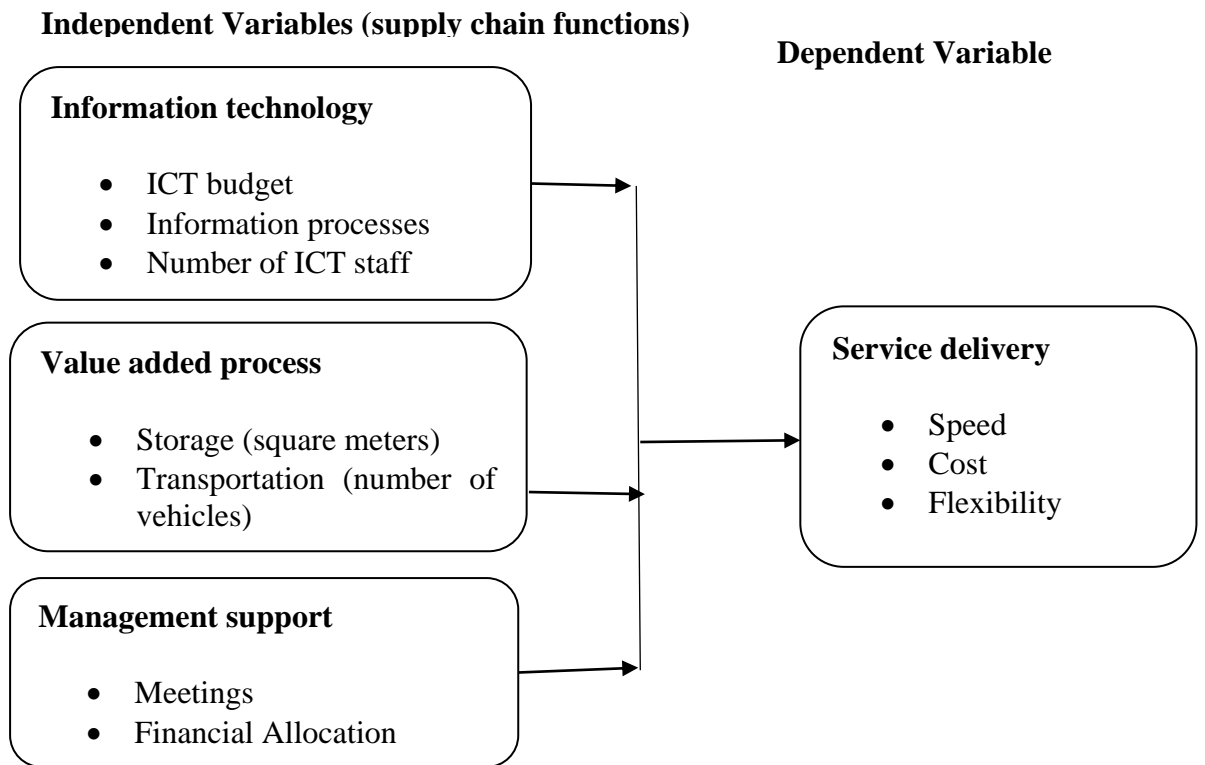 Independent Variables (supply chain functions)
Dependent Variable
Information technology
• ICT budget
• Information processes
• Number of ICT staff
Value added process
• Storage (square meters)
• Transportation (number of
vehicles)
Management support
• Meetings
• Financial Allocation
Service delivery
• Speed
• Cost
• Flexibility